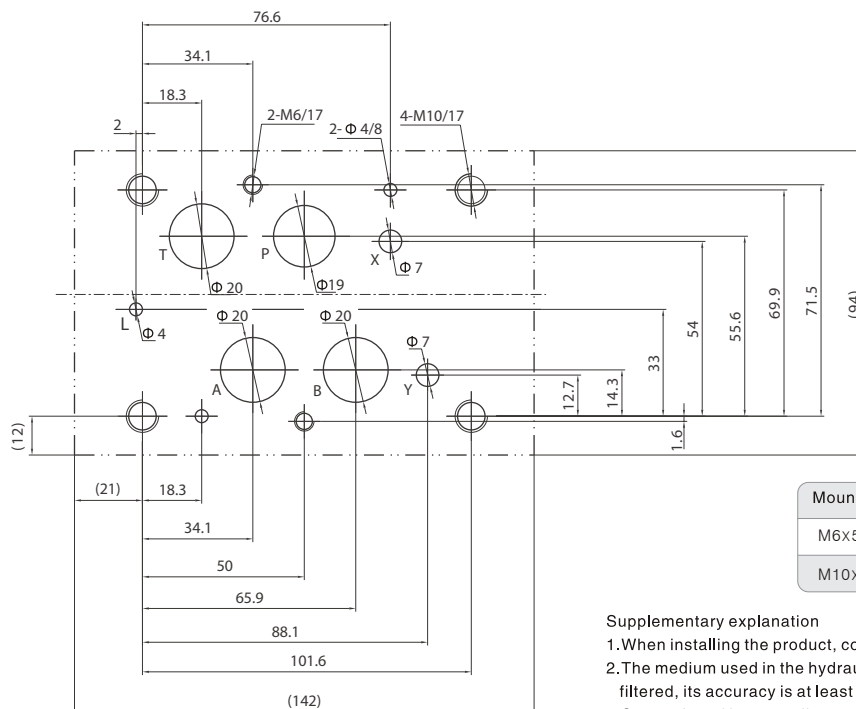 76.6
34.1
18.3
2
2-M6/17
2-Φ 4/8
4-M10/17
T
P
X
Φ 7
Φ 20
Φ19
L
Φ 4
Φ 20
Φ 20
Φ 7
A
B
Y
12.7
14.3
33
54
55.6
69.9
71.5
(94)
1.6
(12)
(21)
18.3
34.1
50
65.9
88.1
101.6
(142)
Moun
M6x5
M10x
Supplementary explanation
1.When installing the product, co
2.The medium used in the hydrau
filtered, its accuracy is at least